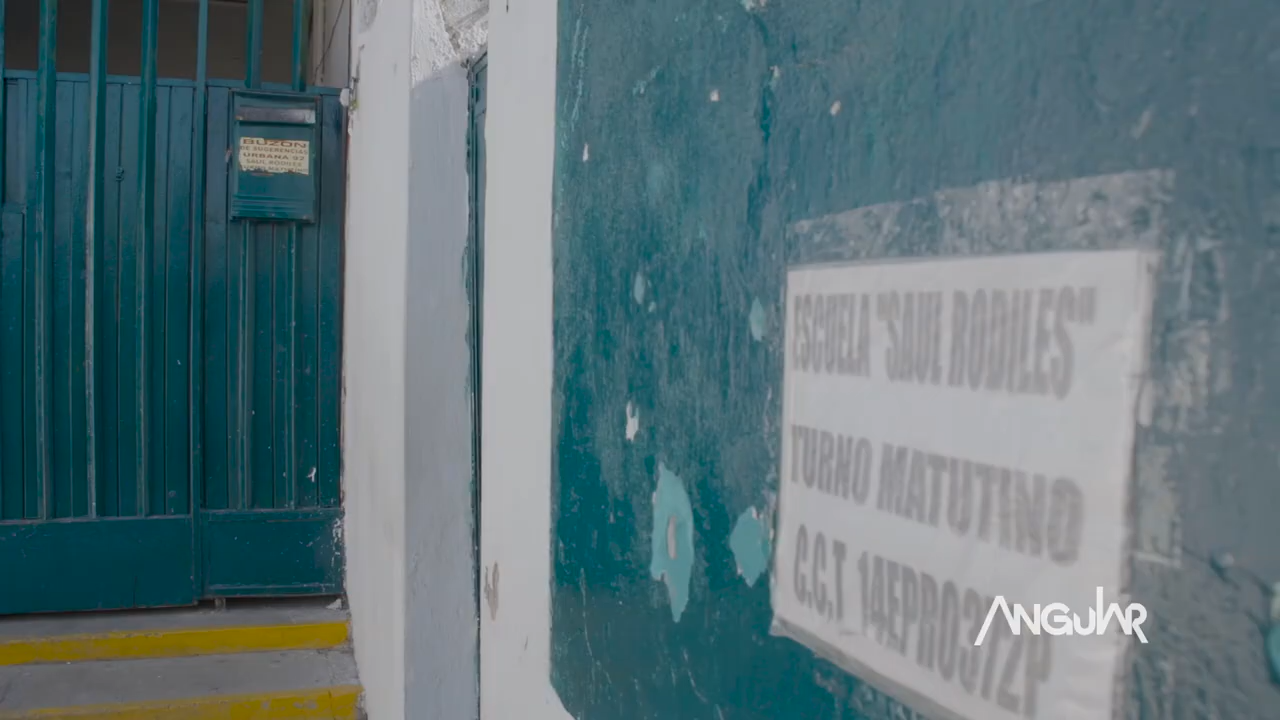 BUZON
DE SUGERENCIAS
URBANA 92
SAUL RODILES
ESCUELA "SAUL RODILES"
TURNO MATUTINO
C.C.T 14EPR0372P
ANGULAR